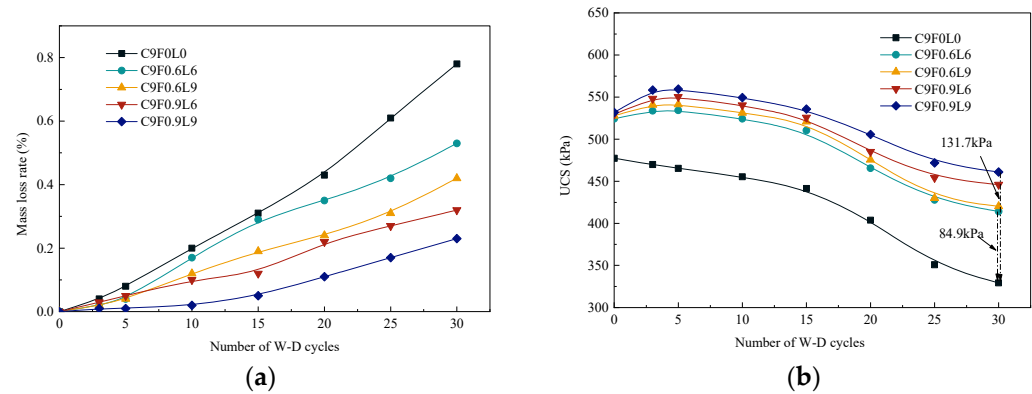 0.8
0.6
0.4
0.2
0.0
Mass loss rate (%)
C9F0L0
C9F0.6L6
C9F0.6L9
C9F0.9L6
C9F0.9L9
0 5 10 15 20 25 30
Number of W-D cycles
(a)
650
600
550
500
450
400
350
300
UCS (kPa)
C9F0L0
C9F0.6L6
C9F0.6L9
C9F0.9L6
C9F0.9L9
131.7kPa
84.9kPa
0 5 10 15 20 25 30
Number of W-D cycles
(b)